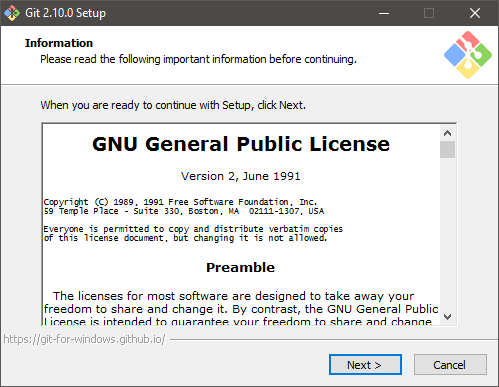 Git 2.10.0 Setup
Information
Please read the following important information before continuing.
When you are ready to continue with Setup, click Next.
GNU General Public License
Version 2, June 1991
Copyright (C) 1989, 1991 Free Software Foundation, Inc.
59 Temple Place - Suite 330, Boston, MA  02111-1307, USA
Everyone is permitted to copy and distribute verbatim copies
of this license document, but changing it is not allowed.
Preamble
The licenses for most software are designed to take away your
freedom to share and change it. By contrast, the GNU General Public
License is intended to guarantee your freedom to share and change
https://git-for-windows.github.io/
Next >
Cancel